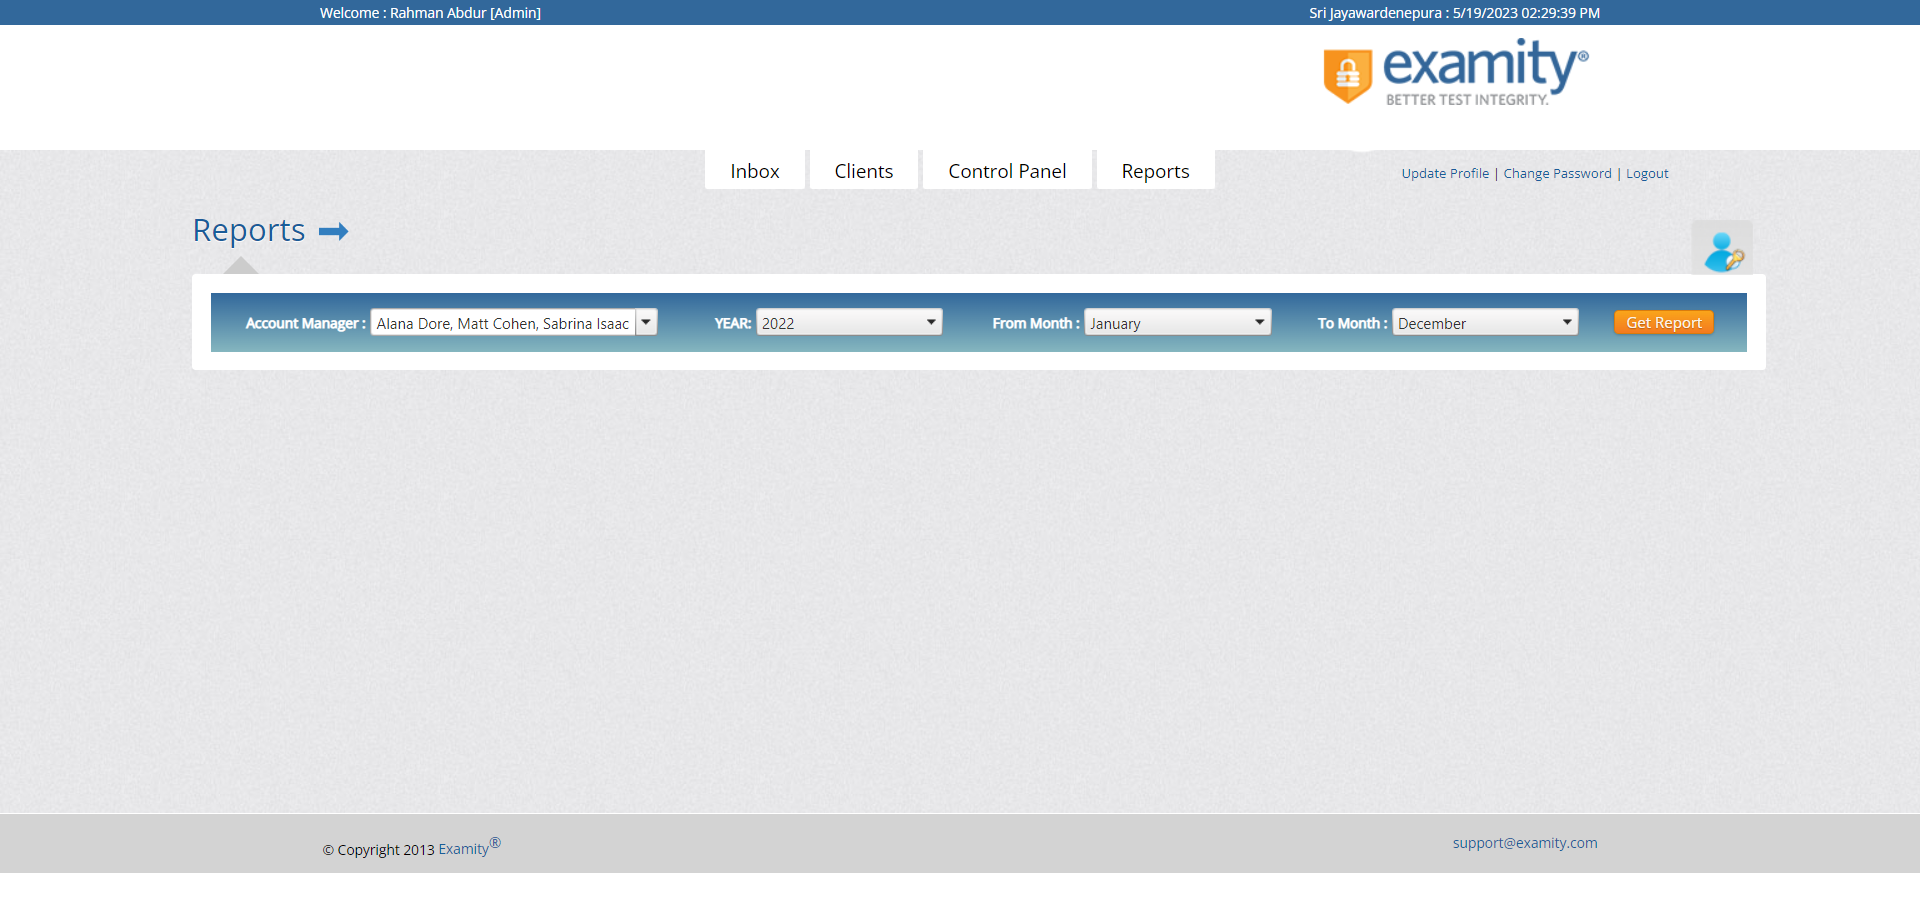 Welcome : Rahman Abdur [Admin]
Sri Jayawardenepura : 5/19/2023 02:29:39 PM
examity®
BETTER TEST INTEGRITY.
Inbox
Clients
Control Panel
Reports
Update Profile | Change Password | Logout
Reports
Account Manager : Alana Dore, Matt Cohen, Sabrina Isaac
YEAR: 2022
From Month : January
To Month : December
Get Report
© Copyright 2013 Examity®
support@examity.com